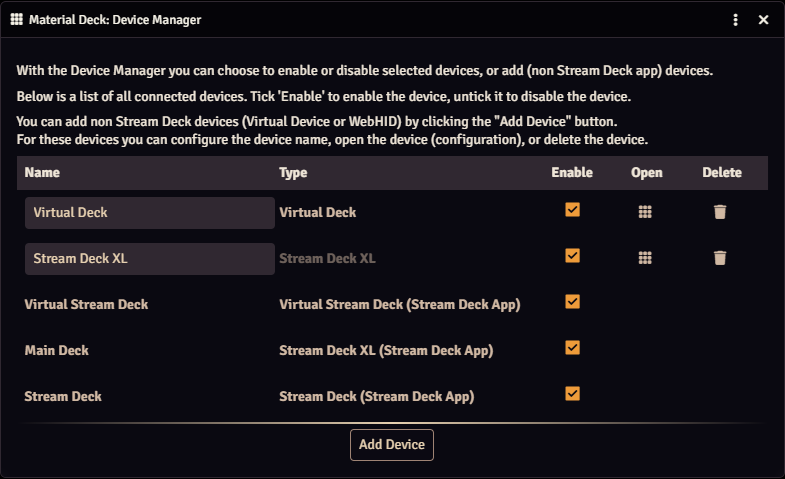 Material Deck: Device Manager
With the Device Manager you can choose to enable or disable selected devices, or add (non Stream Deck app) devices.
Below is a list of all connected devices. Tick 'Enable' to enable the device, untick it to disable the device.
You can add non Stream Deck devices (Virtual Device or WebHID) by clicking the "Add Device" button.
For these devices you can configure the device name, open the device (configuration), or delete the device.
Name Type Enable Open Delete
Virtual Deck Virtual Deck
Stream Deck XL Stream Deck XL
Virtual Stream Deck Virtual Stream Deck (Stream Deck App)
Main Deck Stream Deck XL (Stream Deck App)
Stream Deck Stream Deck (Stream Deck App)
Add Device